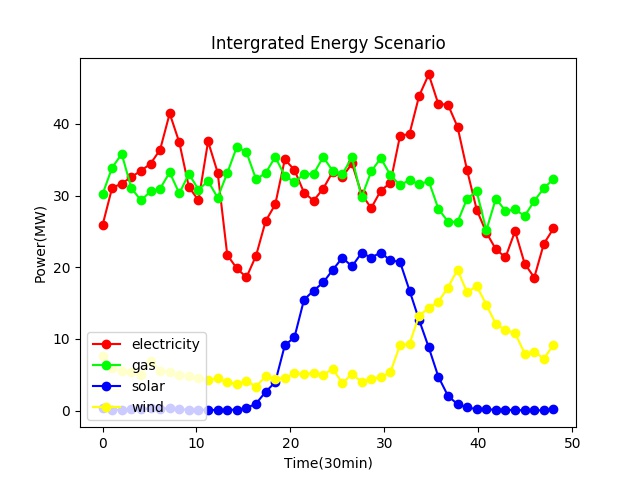 Intergrated Energy Scenario
Power(MW)
40
30
20
10
0
electricity
gas
solar
wind
0 10 20 30 40 50
Time(30min)